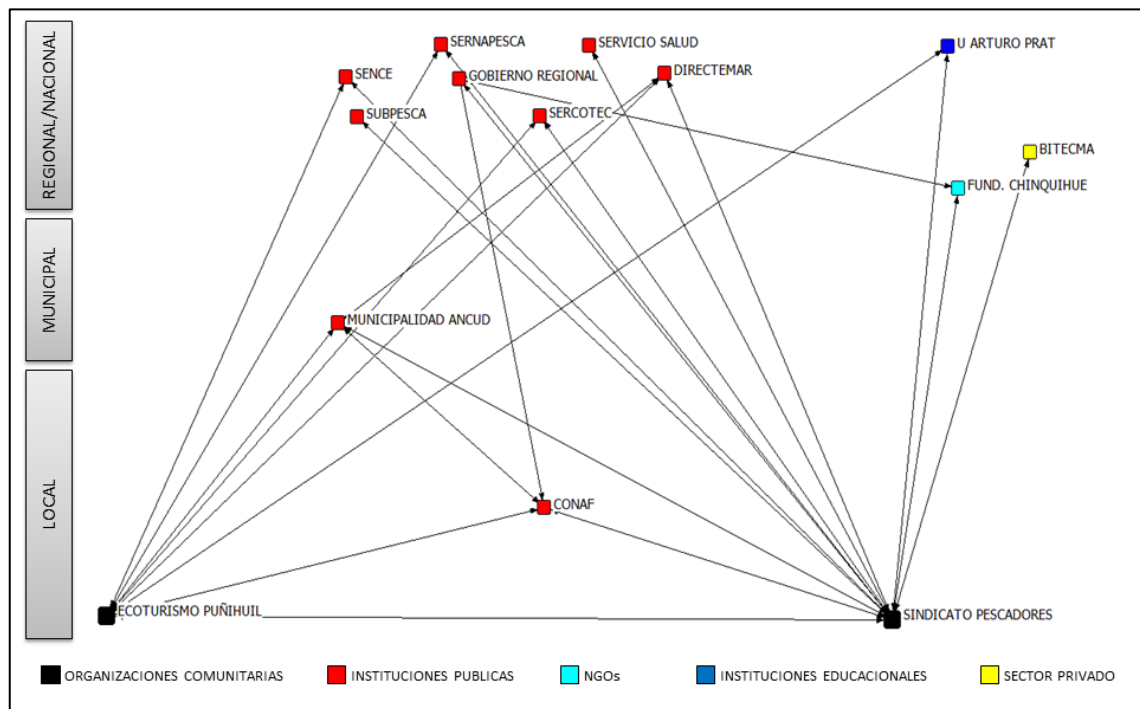 REGIONAL/NACIONAL
SERNAPESCA
SERVICIO SALUD
U ARTURO PRAT
SENCE
GOBIERNO REGIONAL
DIRECTEMAR
SUBPESCA
SERCOTEC
BITECMA
FUND. CHINQUIHUE
MUNICIPAL
MUNICIPALIDAD ANCUD
LOCAL
CONAF
ECOTURISMO PUÑIHUIL
SINDICATO PESCADORES
ORGANIZACIONES COMUNITARIAS
INSTITUCIONES PUBLICAS
NGOs
INSTITUCIONES EDUCACIONALES
SECTOR PRIVADO